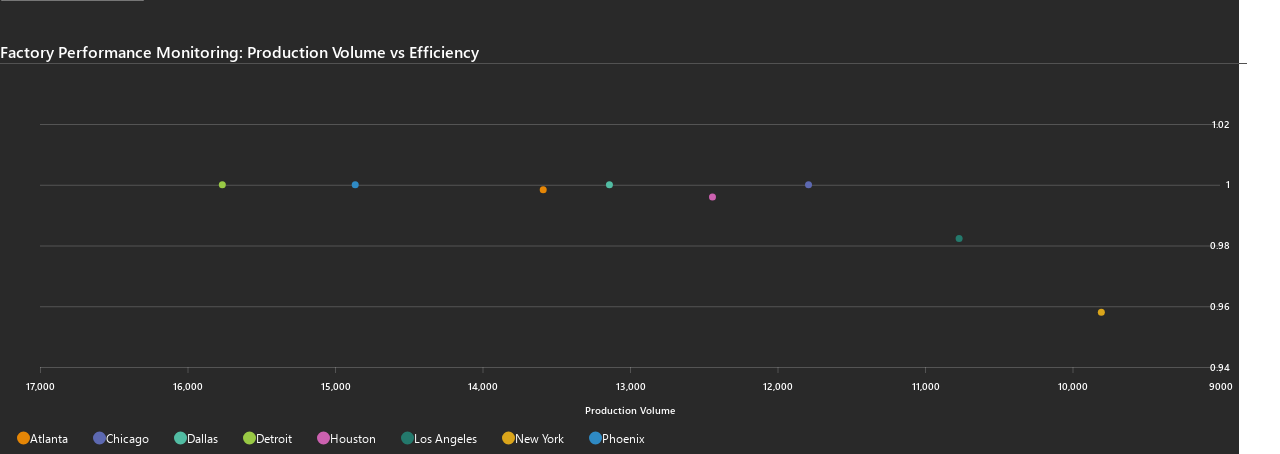 Factory Performance Monitoring: Production Volume vs Efficiency
1.02
1
0.98
0.96
0.94
17,000 16,000 15,000 14,000 13,000 12,000 11,000 10,000 9000
Production Volume
Atlanta Chicago Dallas Detroit Houston Los Angeles New York Phoenix